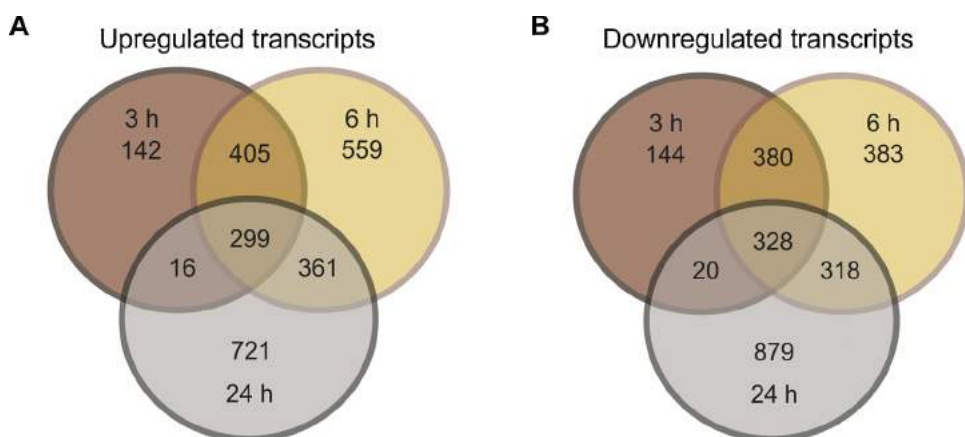 A
Upregulated transcripts
3 h
142
405
6 h
559
299
16
361
721
24 h
B
Downregulated transcripts
3 h
144
380
6 h
383
328
20
318
879
24 h